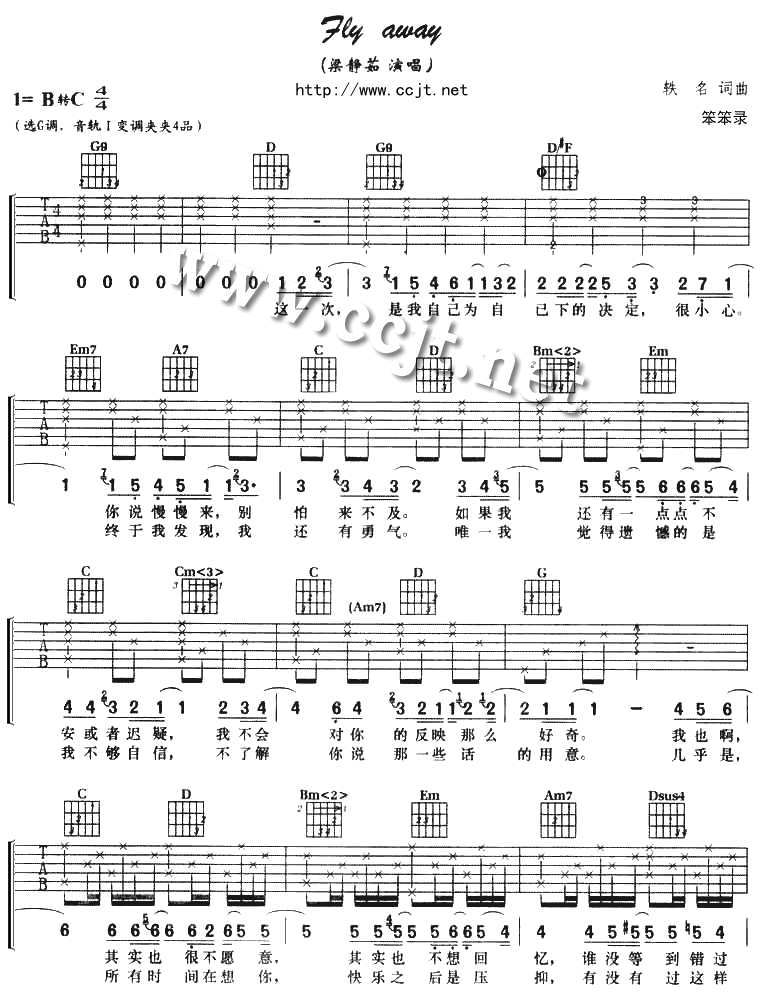 Fly away
(梁静茹 演唱)
http://www.ccjt.net
1= B转C 4/4
轶 名 词曲
(选G调. 音轨Ⅰ变调夹夹4品)
笨笨录
G9 D G9 D/#F
www.ccjt.net
0 0 0 0 0 0 0 1 2 3 3 1 5 4 6 1 1 3 2 2 2 2 2 5 3 3 2 7 1
这一次， 是我自己为自 己下的决定，很小心。
Em7 A7 C D Bm<2> Em
1 1 5 4 5 1 1 3· 3 3 4 3 2 3 4 5 5 5 5 5 6 6 6 5 4
你说慢慢来，别 怕 来不及。如果我 还有一 点点不
终于我发现，我 还 有勇气。唯一我 觉得遗 憾的是
C Cm<3> C (Am7) D G
4 4 3 2 1 1 2 3 4 4 6 4 3 2 1 1 2 2 2 1 1 － 4 5 6
安或者迟疑， 我不会 对你 的反映那么 好奇。 我也啊，
我不够自信， 不了解 你说 那一些话 的用意。 几乎是，
C D Bm<2> Em Am7 Dsus4
6 6 6 6 6 6 6 2 6 5 5 5 5 5 5 5 5 5 4 5 5 5 5 5 5 5
其实也 很不愿 意， 其实也 不想回 忆，谁没等 到错过
所有时 间在想 你， 快乐之 后是压 抑，有没有 过这样